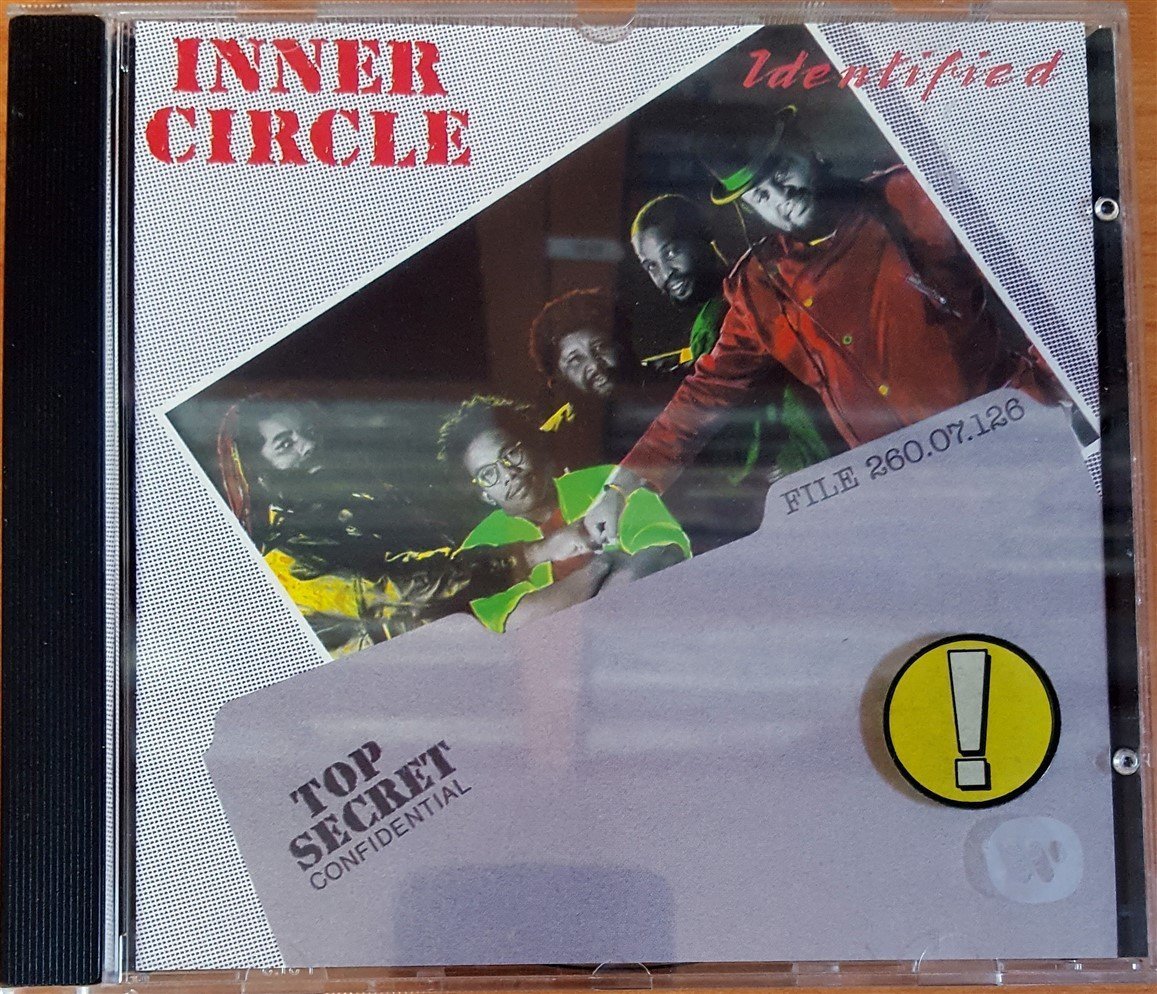 INNER
CIRCLE
Identified
FILE 260.07.126
TOP
SECRET
CONFIDENTIAL
!